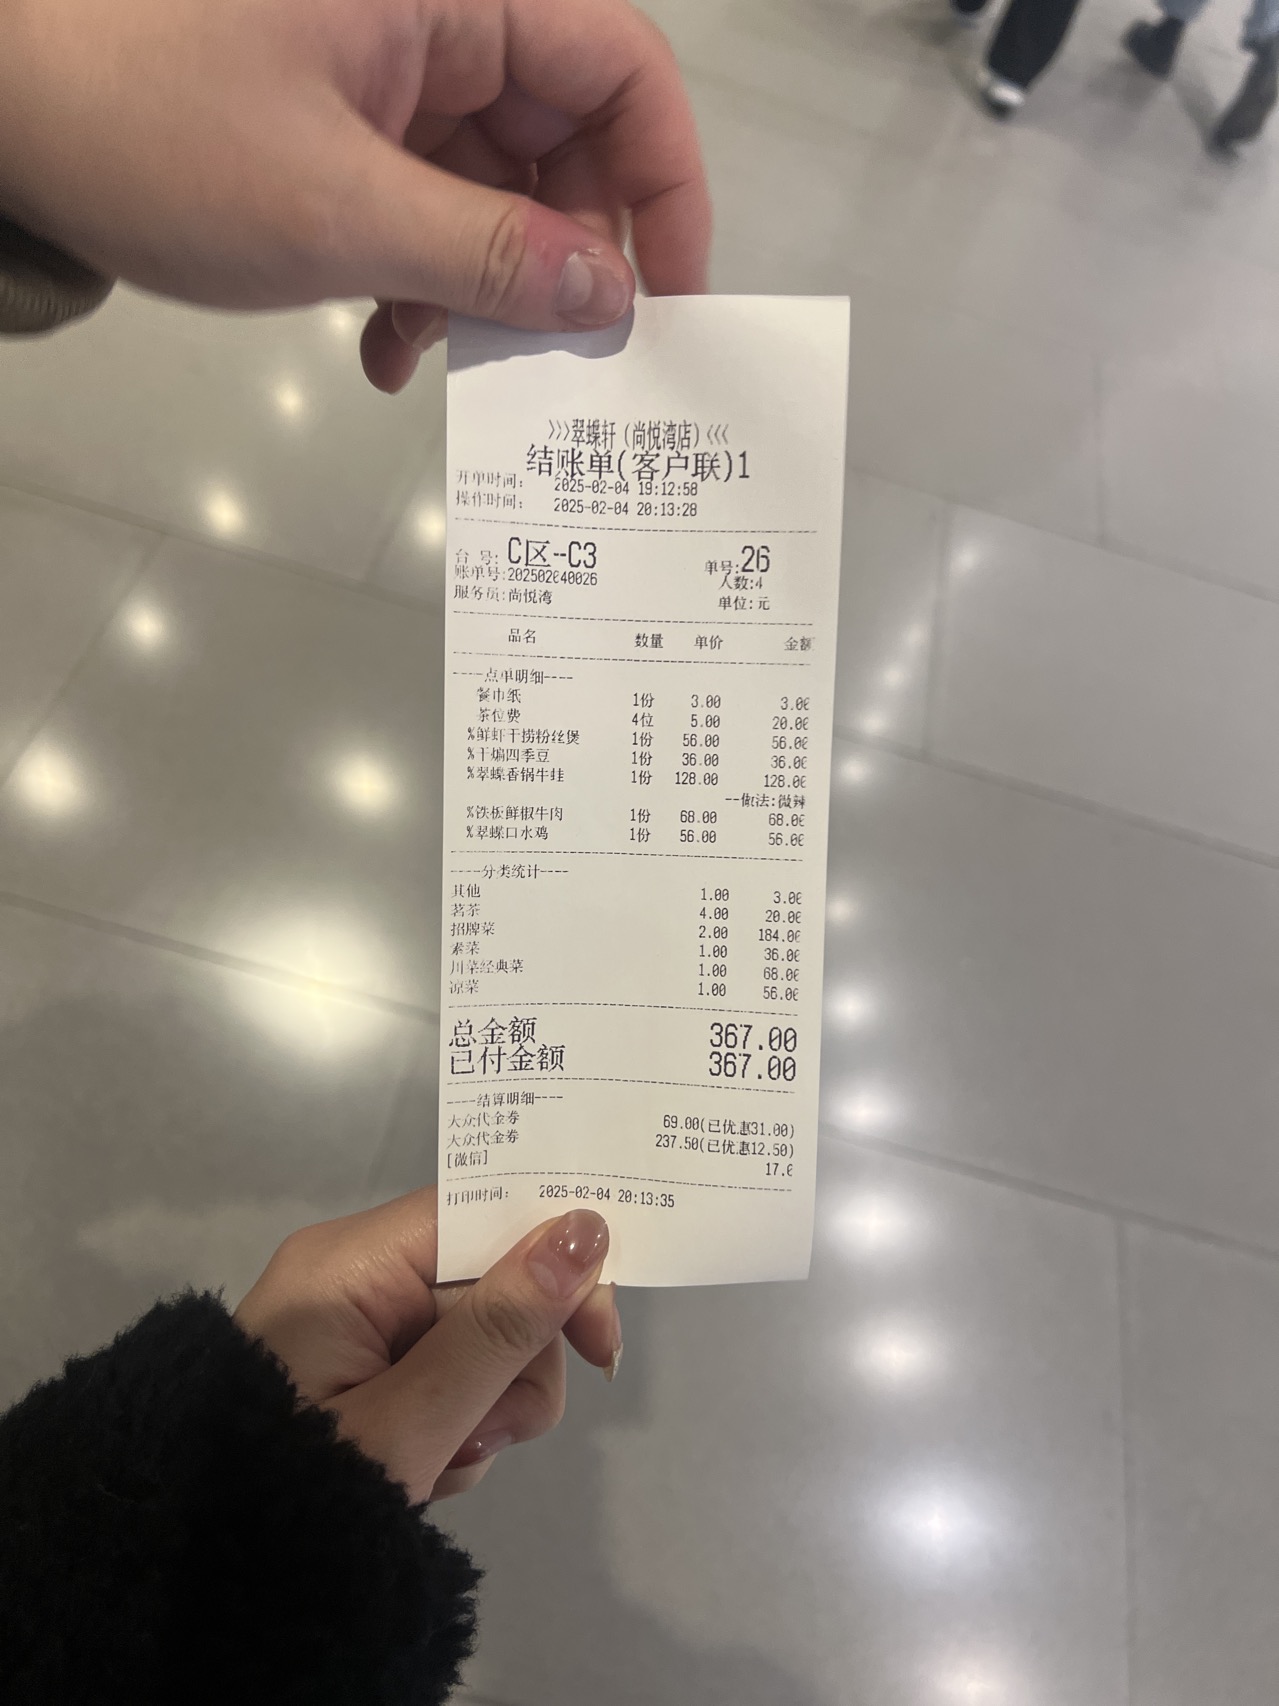 >>>翠蝶轩(尚悦湾店)<<<
结账单(客户联)1
开单时间: 2025-02-04 19:12:58
操作时间: 2025-02-04 20:13:28
台 号: C区--C3 单号:26
账单号:202502040026 人数:4
服务员:尚悦湾 单位:元
品名 数量 单价 金额
----点单明细----
餐巾纸 1份 3.00 3.00
茶位费 4位 5.00 20.00
%鲜虾干捞粉丝煲 1份 56.00 56.00
%干煸四季豆 1份 36.00 36.00
%翠蝶香锅牛蛙 1份 128.00 128.00
--做法:微辣
%铁板鲜椒牛肉 1份 68.00 68.00
%翠蝶口水鸡 1份 56.00 56.00
----分类统计----
其他 1.00 3.00
茗茶 4.00 20.00
招牌菜 2.00 184.00
素菜 1.00 36.00
川菜经典菜 1.00 68.00
凉菜 1.00 56.00
总金额 367.00
已付金额 367.00
----结算明细----
大众代金券 69.00(已优惠31.00)
大众代金券 237.50(已优惠12.50)
[微信] 17.0
打印时间: 2025-02-04 20:13:35